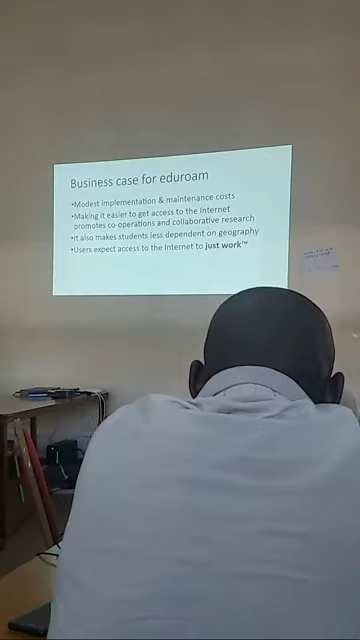 Business case for eduroam
•Modest implementation & maintenance costs
•Making it easier to get access to the internet
promotes co-operations and collaborative research
•It also makes students less dependent on geography
•Users expect access to the Internet to just work™